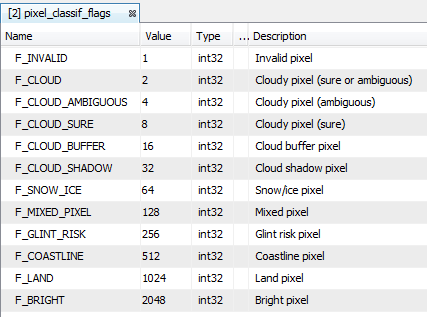 [2] pixel_classif_flags
Name Value Type ... Description
F_INVALID 1 int32 Invalid pixel
F_CLOUD 2 int32 Cloudy pixel (sure or ambiguous)
F_CLOUD_AMBIGUOUS 4 int32 Cloudy pixel (ambiguous)
F_CLOUD_SURE 8 int32 Cloudy pixel (sure)
F_CLOUD_BUFFER 16 int32 Cloud buffer pixel
F_CLOUD_SHADOW 32 int32 Cloud shadow pixel
F_SNOW_ICE 64 int32 Snow/ice pixel
F_MIXED_PIXEL 128 int32 Mixed pixel
F_GLINT_RISK 256 int32 Glint risk pixel
F_COASTLINE 512 int32 Coastline pixel
F_LAND 1024 int32 Land pixel
F_BRIGHT 2048 int32 Bright pixel